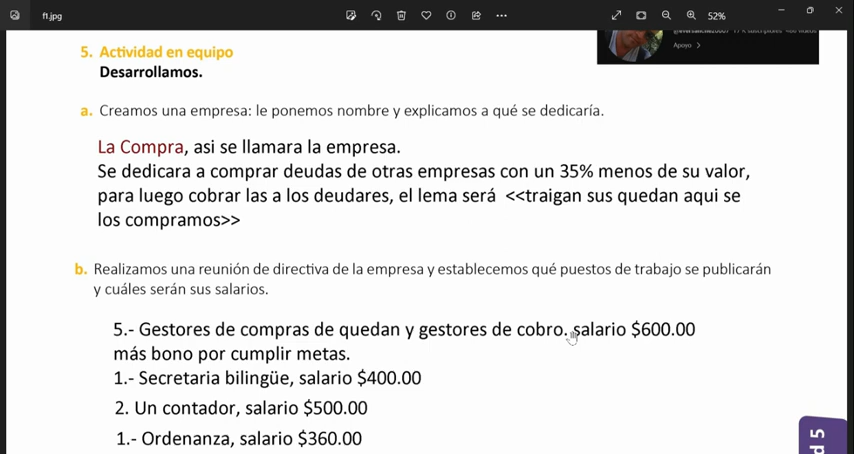 f1.jpg
52%
Apoyo
5. Actividad en equipo
Desarrollamos.
a. Creamos una empresa: le ponemos nombre y explicamos a qué se dedicaría.
La Compra, asi se llamara la empresa.
Se dedicara a comprar deudas de otras empresas con un 35% menos de su valor,
para luego cobrar las a los deudares, el lema será <<traigan sus quedan aqui se
los compramos>>
b. Realizamos una reunión de directiva de la empresa y establecemos qué puestos de trabajo se publicarán
y cuáles serán sus salarios.
5.- Gestores de compras de quedan y gestores de cobro. salario $600.00
más bono por cumplir metas.
1.- Secretaria bilingüe, salario $400.00
2. Un contador, salario $500.00
1.- Ordenanza, salario $360.00
d 5